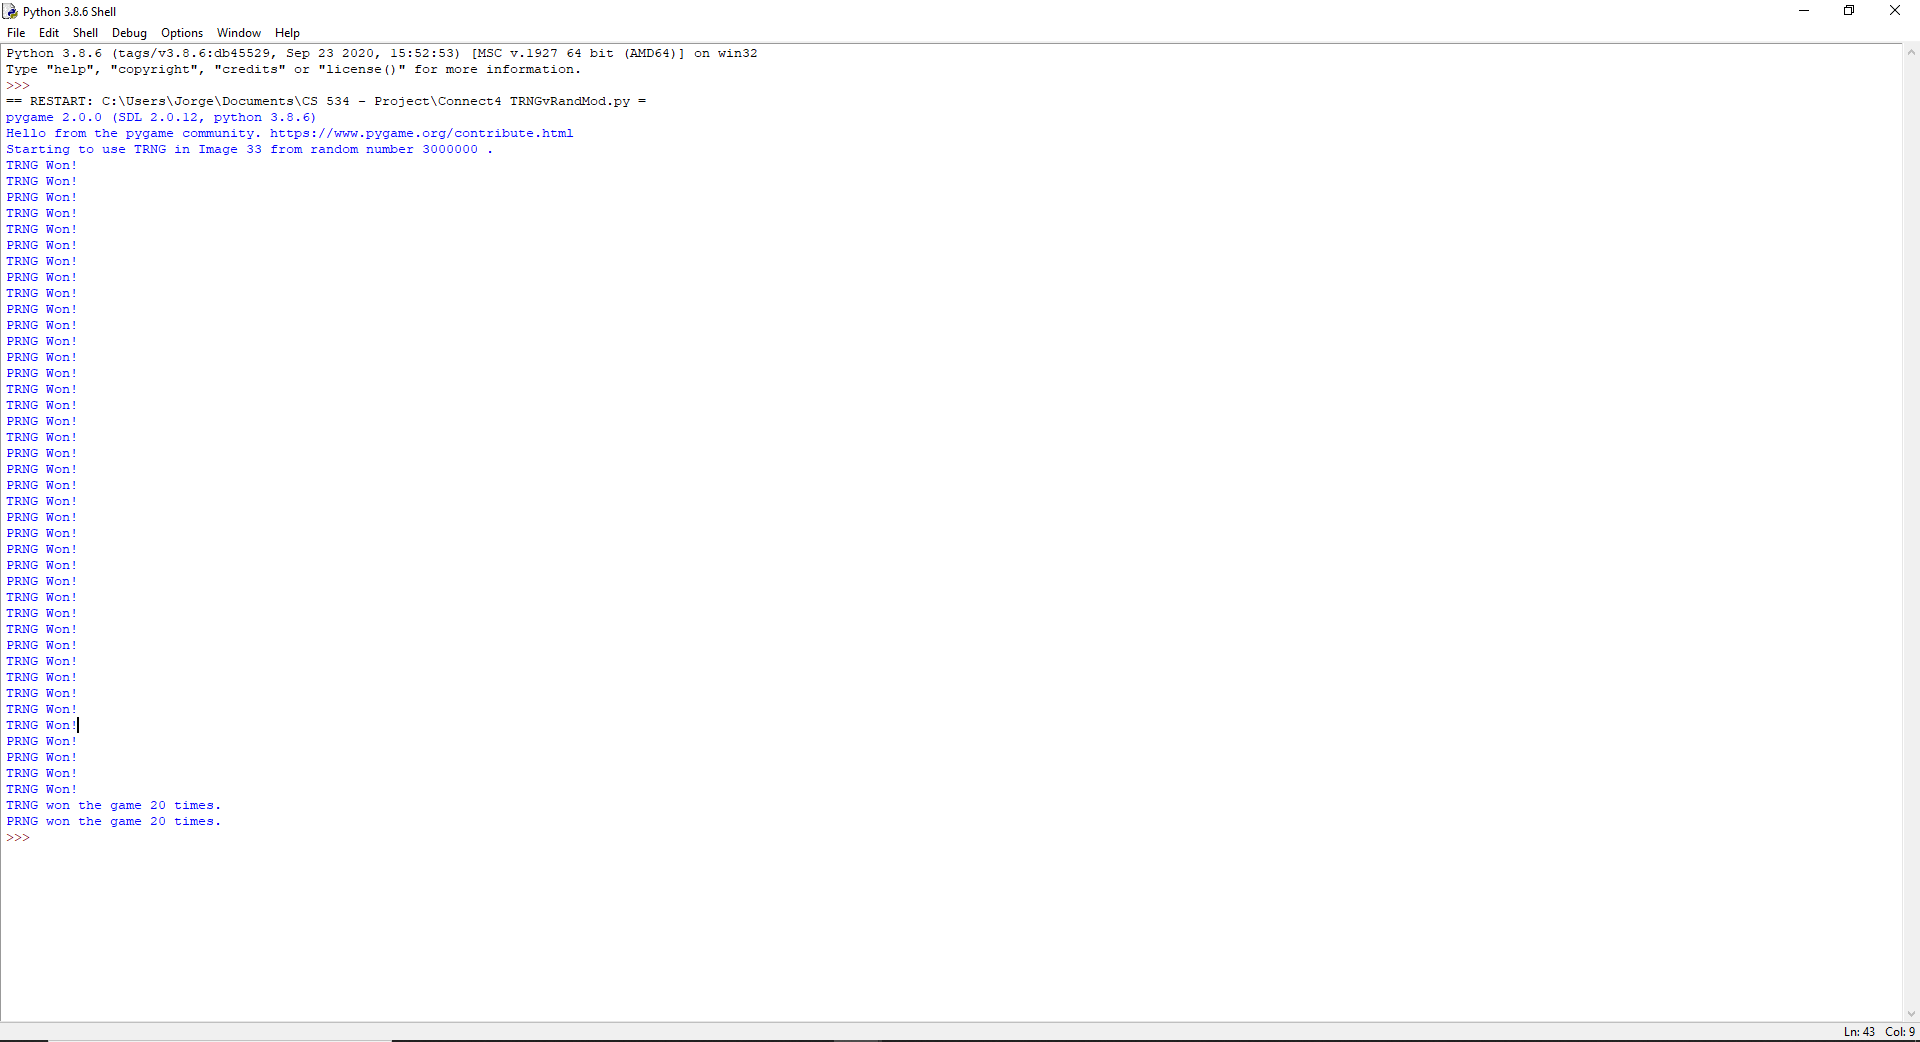 Python 3.8.6 Shell
File Edit Shell Debug Options Window Help
Python 3.8.6 (tags/v3.8.6:db45529, Sep 23 2020, 15:52:53) [MSC v.1927 64 bit (AMD64)] on win32
Type "help", "copyright", "credits" or "license()" for more information.
>>>
== RESTART: C:\Users\Jorge\Documents\CS 534 - Project\Connect4 TRNGvRandMod.py =
pygame 2.0.0 (SDL 2.0.12, python 3.8.6)
Hello from the pygame community. https://www.pygame.org/contribute.html
Starting to use TRNG in Image 33 from random number 3000000 .
TRNG Won!
TRNG Won!
PRNG Won!
TRNG Won!
TRNG Won!
PRNG Won!
TRNG Won!
PRNG Won!
TRNG Won!
PRNG Won!
PRNG Won!
PRNG Won!
PRNG Won!
PRNG Won!
TRNG Won!
TRNG Won!
PRNG Won!
TRNG Won!
PRNG Won!
PRNG Won!
PRNG Won!
TRNG Won!
PRNG Won!
PRNG Won!
PRNG Won!
PRNG Won!
PRNG Won!
TRNG Won!
TRNG Won!
TRNG Won!
PRNG Won!
TRNG Won!
TRNG Won!
TRNG Won!
TRNG Won!
TRNG Won!
PRNG Won!
PRNG Won!
TRNG Won!
TRNG Won!
TRNG won the game 20 times.
PRNG won the game 20 times.
>>>
Ln: 43 Col: 9